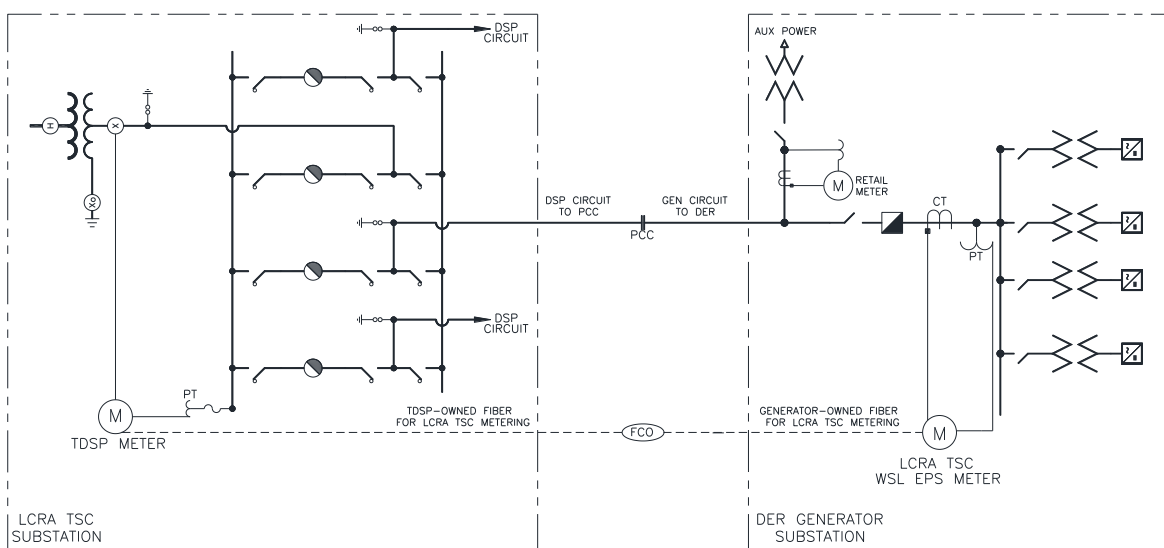 DSP
CIRCUIT
AUX POWER
H
X
Xo
RETAIL
METER
M
DSP CIRCUIT
TO PCC
GEN CIRCUIT
TO DER
PCC
CT
PT
DSP
CIRCUIT
PT
M
TDSP METER
TDSP-OWNED FIBER
FOR LCRA TSC METERING
FCO
GENERATOR-OWNED FIBER
FOR LCRA TSC METERING
M
LCRA TSC
WSL EPS METER
LCRA TSC
SUBSTATION
DER GENERATOR
SUBSTATION